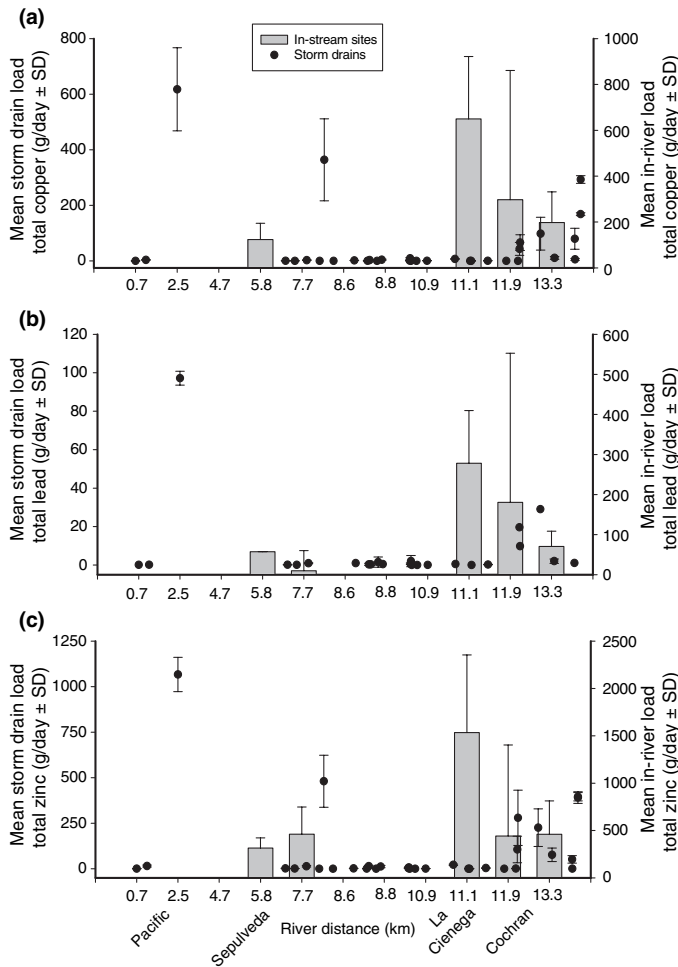 (a)
In-stream sites
Storm drains
Mean storm drain load
total copper (g/day ± SD)
800
600
400
200
0
Mean in-river load
total copper (g/day ± SD)
1000
800
600
400
200
0
0.7 2.5 4.7 5.8 7.7 8.6 8.8 10.9 11.1 11.9 13.3
(b)
Mean storm drain load
total lead (g/day ± SD)
120
100
80
60
40
20
0
Mean in-river load
total lead (g/day ± SD)
600
500
400
300
200
100
0
0.7 2.5 4.7 5.8 7.7 8.6 8.8 10.9 11.1 11.9 13.3
(c)
Mean storm drain load
total zinc (g/day ± SD)
1250
1000
750
500
250
0
Mean in-river load
total zinc (g/day ± SD)
2500
2000
1500
1000
500
0
0.7 2.5 4.7 5.8 7.7 8.6 8.8 10.9 11.1 11.9 13.3
Pacific
Sepulveda
River distance (km)
La
Cienega
Cochran